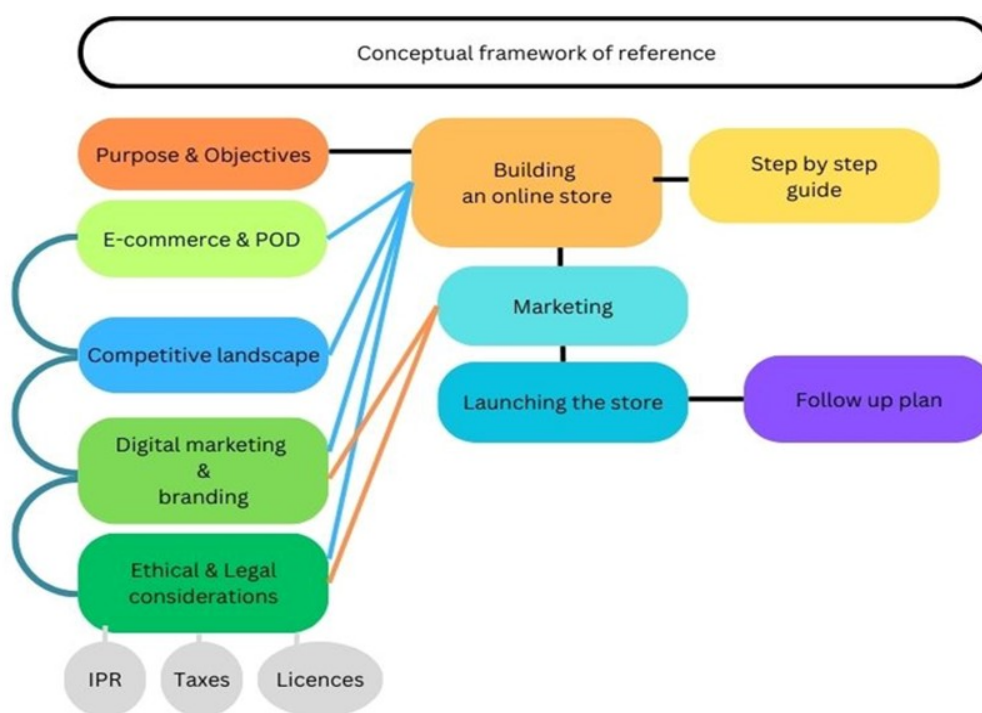 Conceptual framework of reference
Purpose & Objectives
Building
an online store
Step by step
guide
E-commerce & POD
Marketing
Competitive landscape
Launching the store
Follow up plan
Digital marketing
&
branding
Ethical & Legal
considerations
IPR
Taxes
Licences